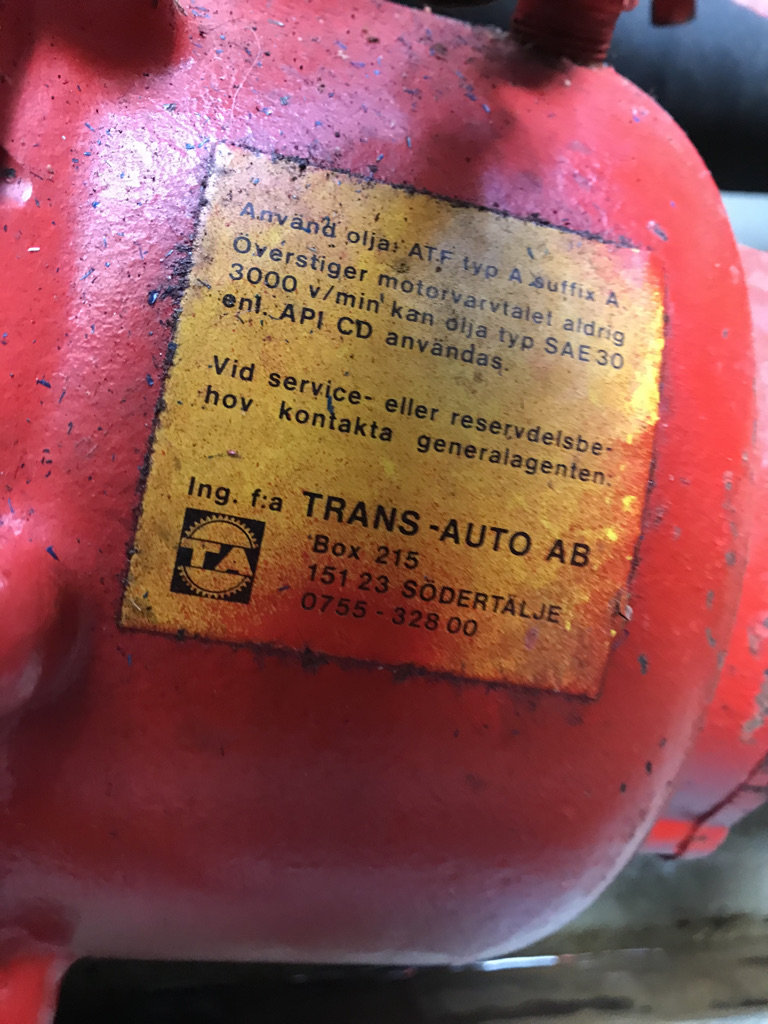 Använd olja: ATF typ A suffix A.
Överstiger motorvarvtalet aldrig
3000 v/min kan olja typ SAE 30
enl. API CD användas.
Vid service- eller reservdelsbe-
hov kontakta generalagenten:
Ing. f:a TRANS-AUTO AB
TA
Box 215
151 23 SÖDERTÄLJE
0755 - 328 00